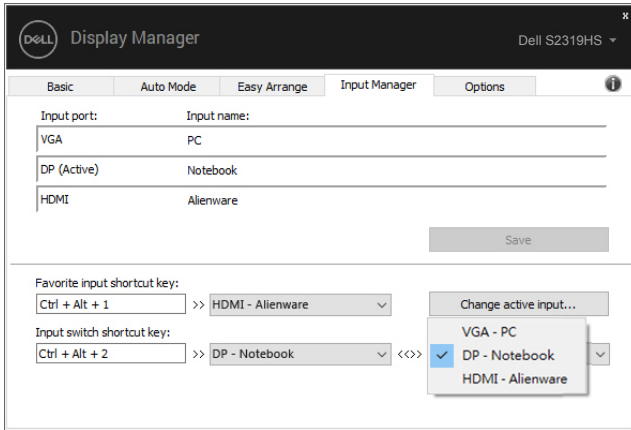 x
DELL Display Manager
Dell S2319HS
Basic Auto Mode Easy Arrange Input Manager Options i
Input port: Input name:
VGA PC
DP (Active) Notebook
HDMI Alienware
Save
Favorite input shortcut key:
Ctrl + Alt + 1 >> HDMI - Alienware Change active input...
Input switch shortcut key:
Ctrl + Alt + 2 >> DP - Notebook <<>>
VGA - PC
DP - Notebook
HDMI - Alienware